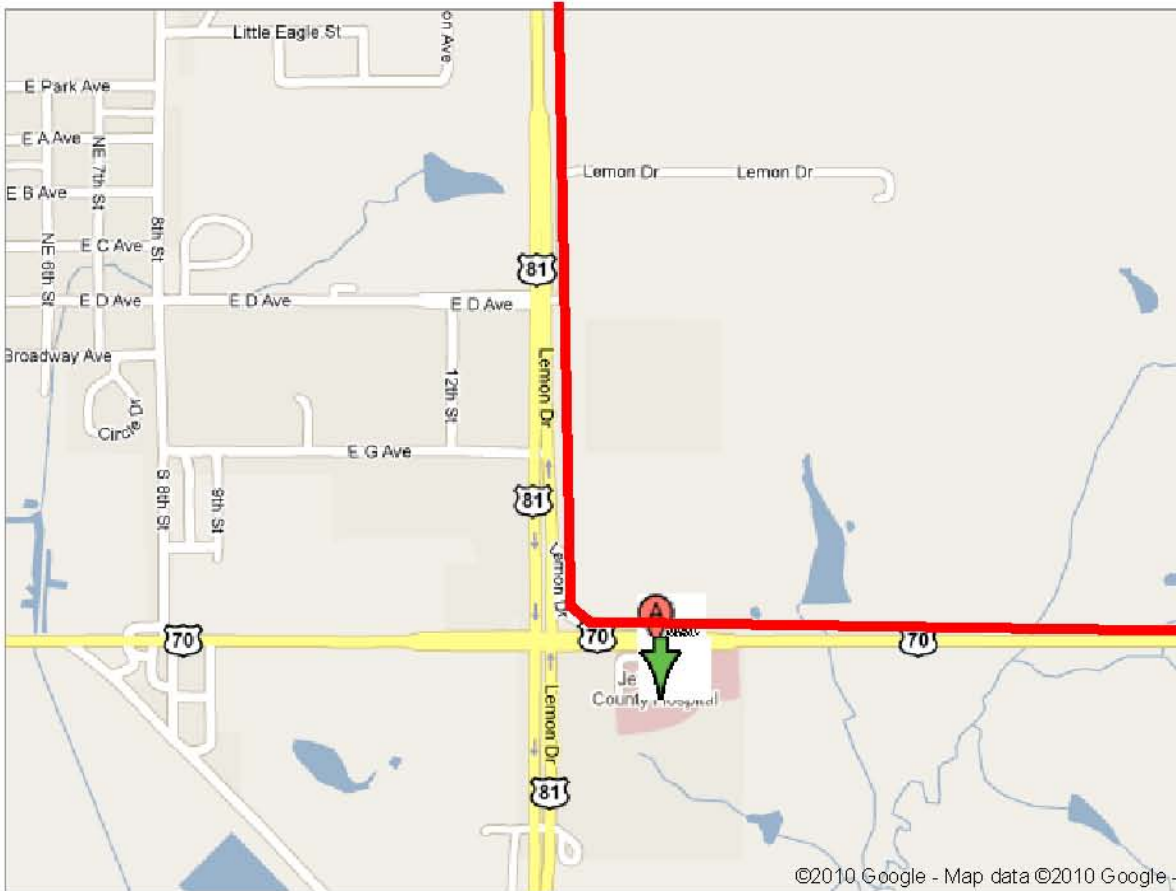 Little Eagle St
on Ave
E Park Ave
E A Ave
NE 7th St
Lemon Dr
Lemon Dr
E B Ave
8th St
NE 6th St
E C Ave
81
E D Ave
E D Ave
E D Ave
Broadway Ave
Lemon Dr
12th St
Circle Dr
E G Ave
S 8th St
9th St
81
Lemon Dr
A
70
70
70
Je
County Hospital
Lemon Dr
81
©2010 Google - Map data ©2010 Google -